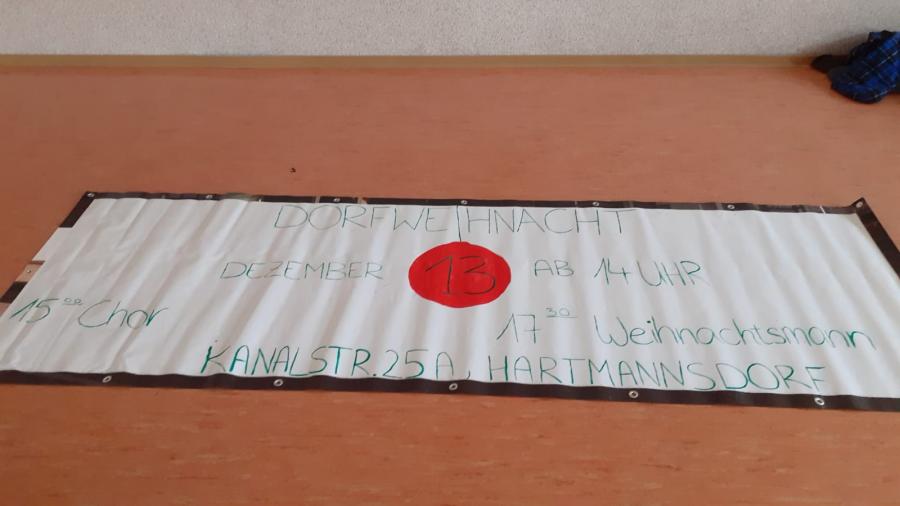 DORFWEIHNACHT
DEZEMBER 13 AB 14 UHR
15⁰⁰ Chor
17³⁰ Weihnachtsmann
KANALSTR. 25A, HARTMANNSDORF